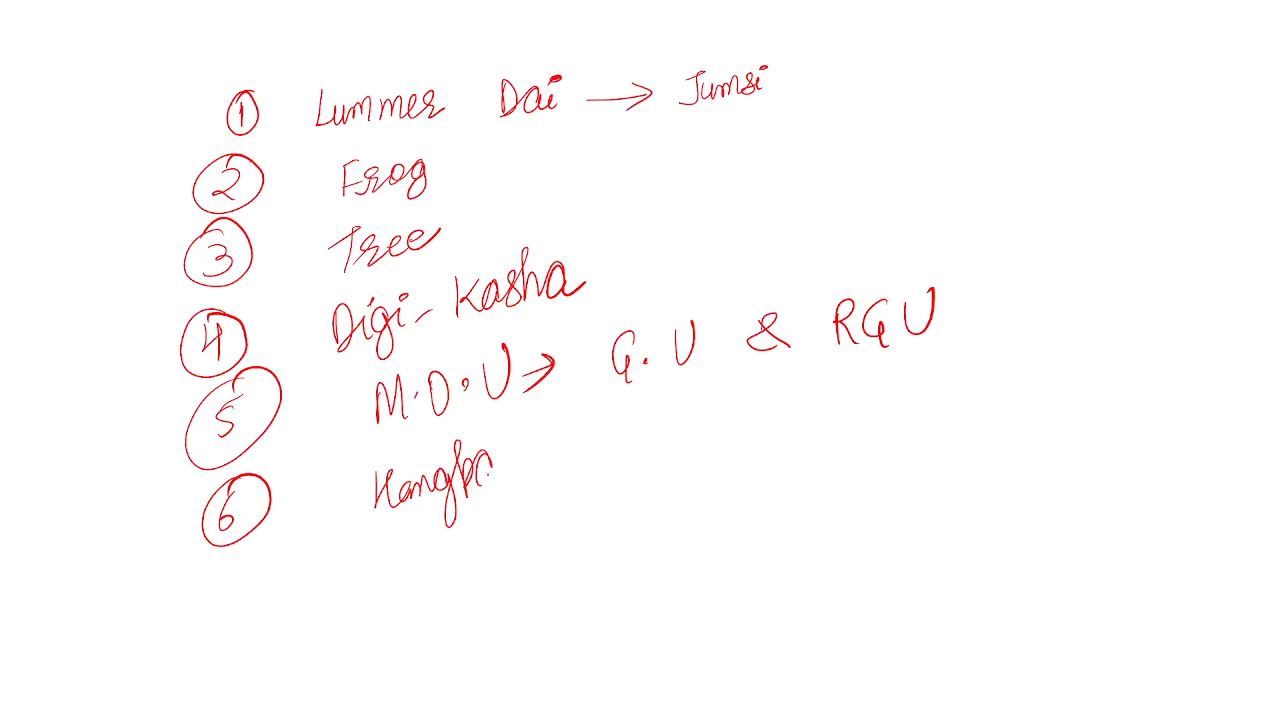 1 Lummer Dai → Jumsi
2 Frog
3 Tree
4 Digi-Kasha
5 M.O.U → G.U & RGU
6